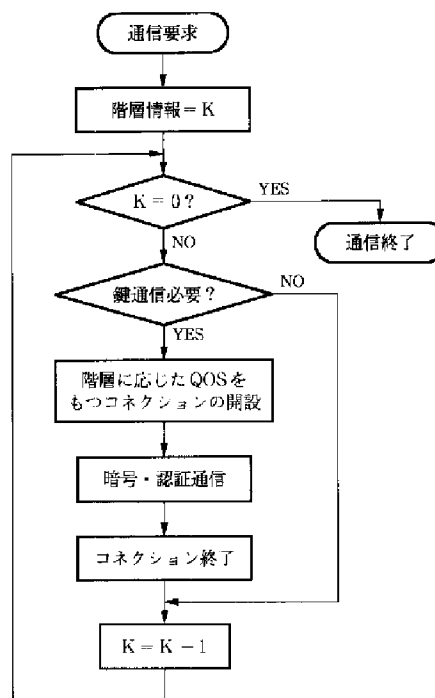 通信要求
階層情報＝K
K = 0 ?
YES
通信終了
NO
鍵通信必要？
NO
YES
階層に応じたQOSを
もつコネクションの開設
暗号・認証通信
コネクション終了
K = K − 1